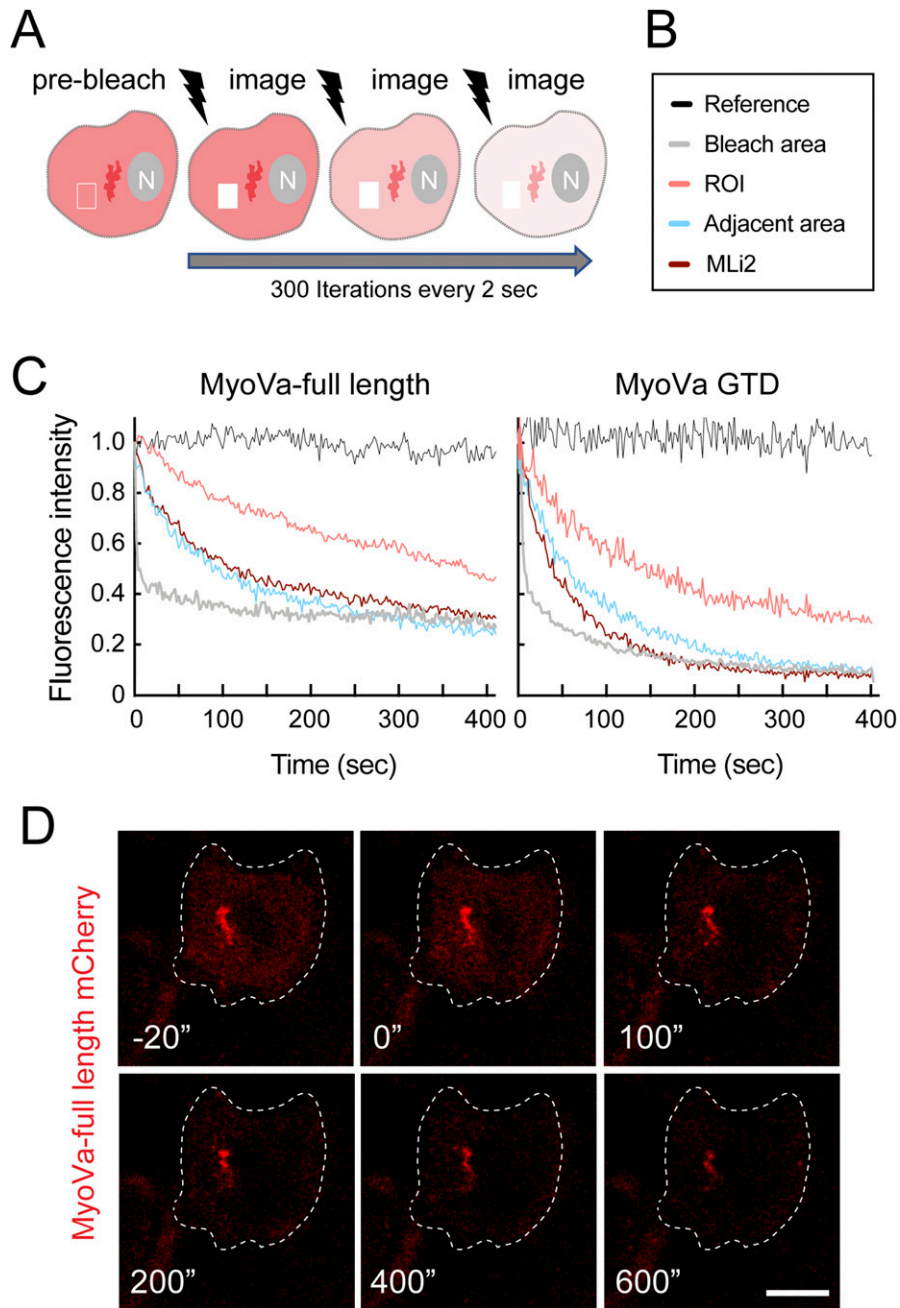 A
pre-bleach image image image
N N N N
300 Iterations every 2 sec
B
Reference
Bleach area
ROI
Adjacent area
MLi2
C
MyoVa-full length
Fluorescence intensity
1.0
0.8
0.6
0.4
0.2
0
0 100 200 300 400
Time (sec)
MyoVa GTD
0 100 200 300 400
Time (sec)
D
MyoVa-full length mCherry
-20” 0” 100”
200” 400” 600”